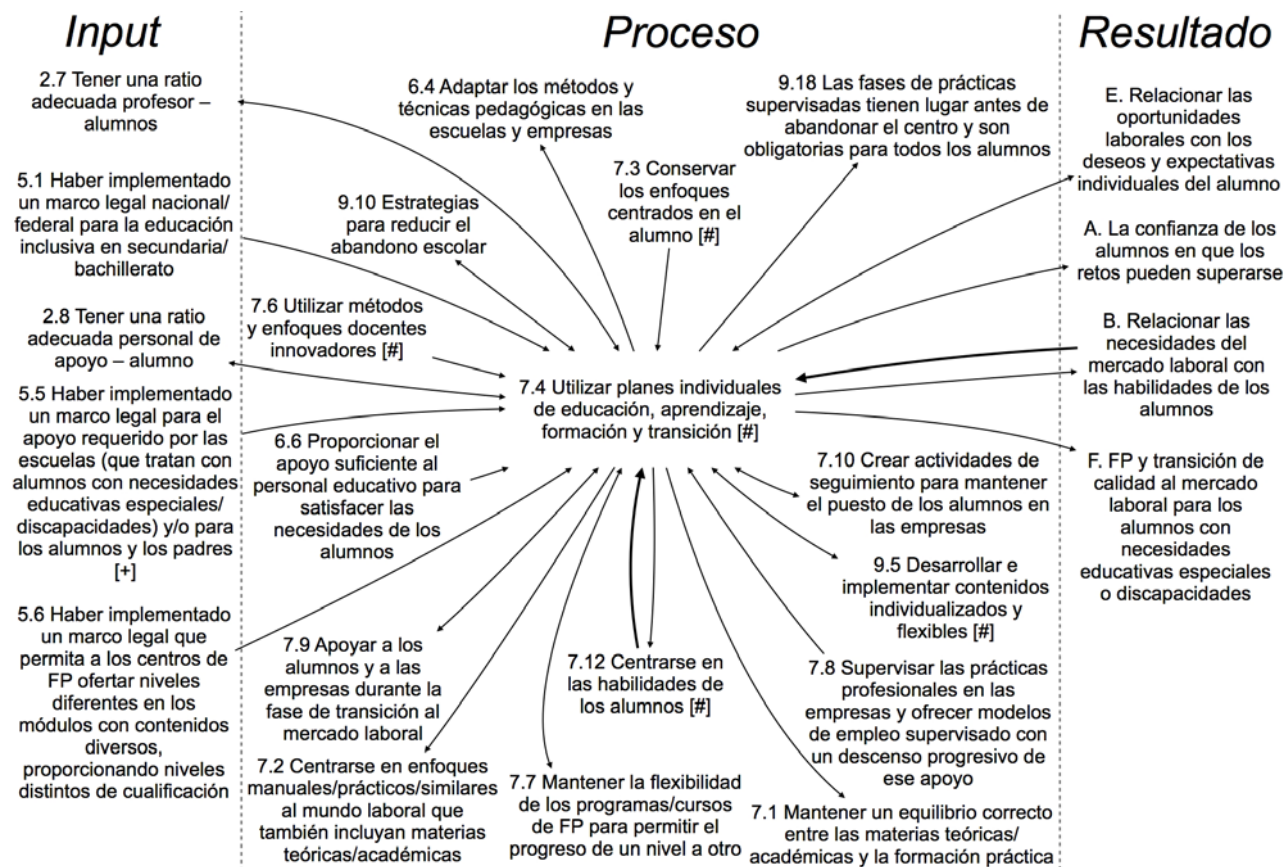 Input
2.7 Tener una ratio
adecuada profesor –
alumnos
5.1 Haber implementado
un marco legal nacional/
federal para la educación
inclusiva en secundaria/
bachillerato
2.8 Tener una ratio
adecuada personal de
apoyo – alumno
5.5 Haber implementado
un marco legal para el
apoyo requerido por las
escuelas (que tratan con
alumnos con necesidades
educativas especiales/
discapacidades) y/o para
los alumnos y los padres
[+]
5.6 Haber implementado
un marco legal que
permita a los centros de
FP ofertar niveles
diferentes en los
módulos con contenidos
diversos,
proporcionando niveles
distintos de cualificación
Proceso
6.4 Adaptar los métodos y
técnicas pedagógicas en las
escuelas y empresas
9.18 Las fases de prácticas
supervisadas tienen lugar antes de
abandonar el centro y son
obligatorias para todos los alumnos
7.3 Conservar
los enfoques
centrados en el
alumno [#]
9.10 Estrategias
para reducir el
abandono escolar
7.6 Utilizar métodos
y enfoques docentes
innovadores [#]
7.4 Utilizar planes individuales
de educación, aprendizaje,
formación y transición [#]
6.6 Proporcionar el
apoyo suficiente al
personal educativo para
satisfacer las
necesidades de los
alumnos
7.10 Crear actividades de
seguimiento para mantener
el puesto de los alumnos en
las empresas
9.5 Desarrollar e
implementar contenidos
individualizados y
flexibles [#]
7.9 Apoyar a los
alumnos y a las
empresas durante la
fase de transición al
mercado laboral
7.12 Centrarse en
las habilidades de
los alumnos [#]
7.8 Supervisar las prácticas
profesionales en las
empresas y ofrecer modelos
de empleo supervisado con
un descenso progresivo de
ese apoyo
7.2 Centrarse en enfoques
manuales/prácticos/similares
al mundo laboral que
también incluyan materias
teóricas/académicas
7.7 Mantener la flexibilidad
de los programas/cursos
de FP para permitir el
progreso de un nivel a otro
7.1 Mantener un equilibrio correcto
entre las materias teóricas/
académicas y la formación práctica
Resultado
E. Relacionar las
oportunidades
laborales con los
deseos y expectativas
individuales del alumno
A. La confianza de los
alumnos en que los
retos pueden superarse
B. Relacionar las
necesidades del
mercado laboral con
las habilidades de los
alumnos
F. FP y transición de
calidad al mercado
laboral para los
alumnos con
necesidades
educativas especiales
o discapacidades